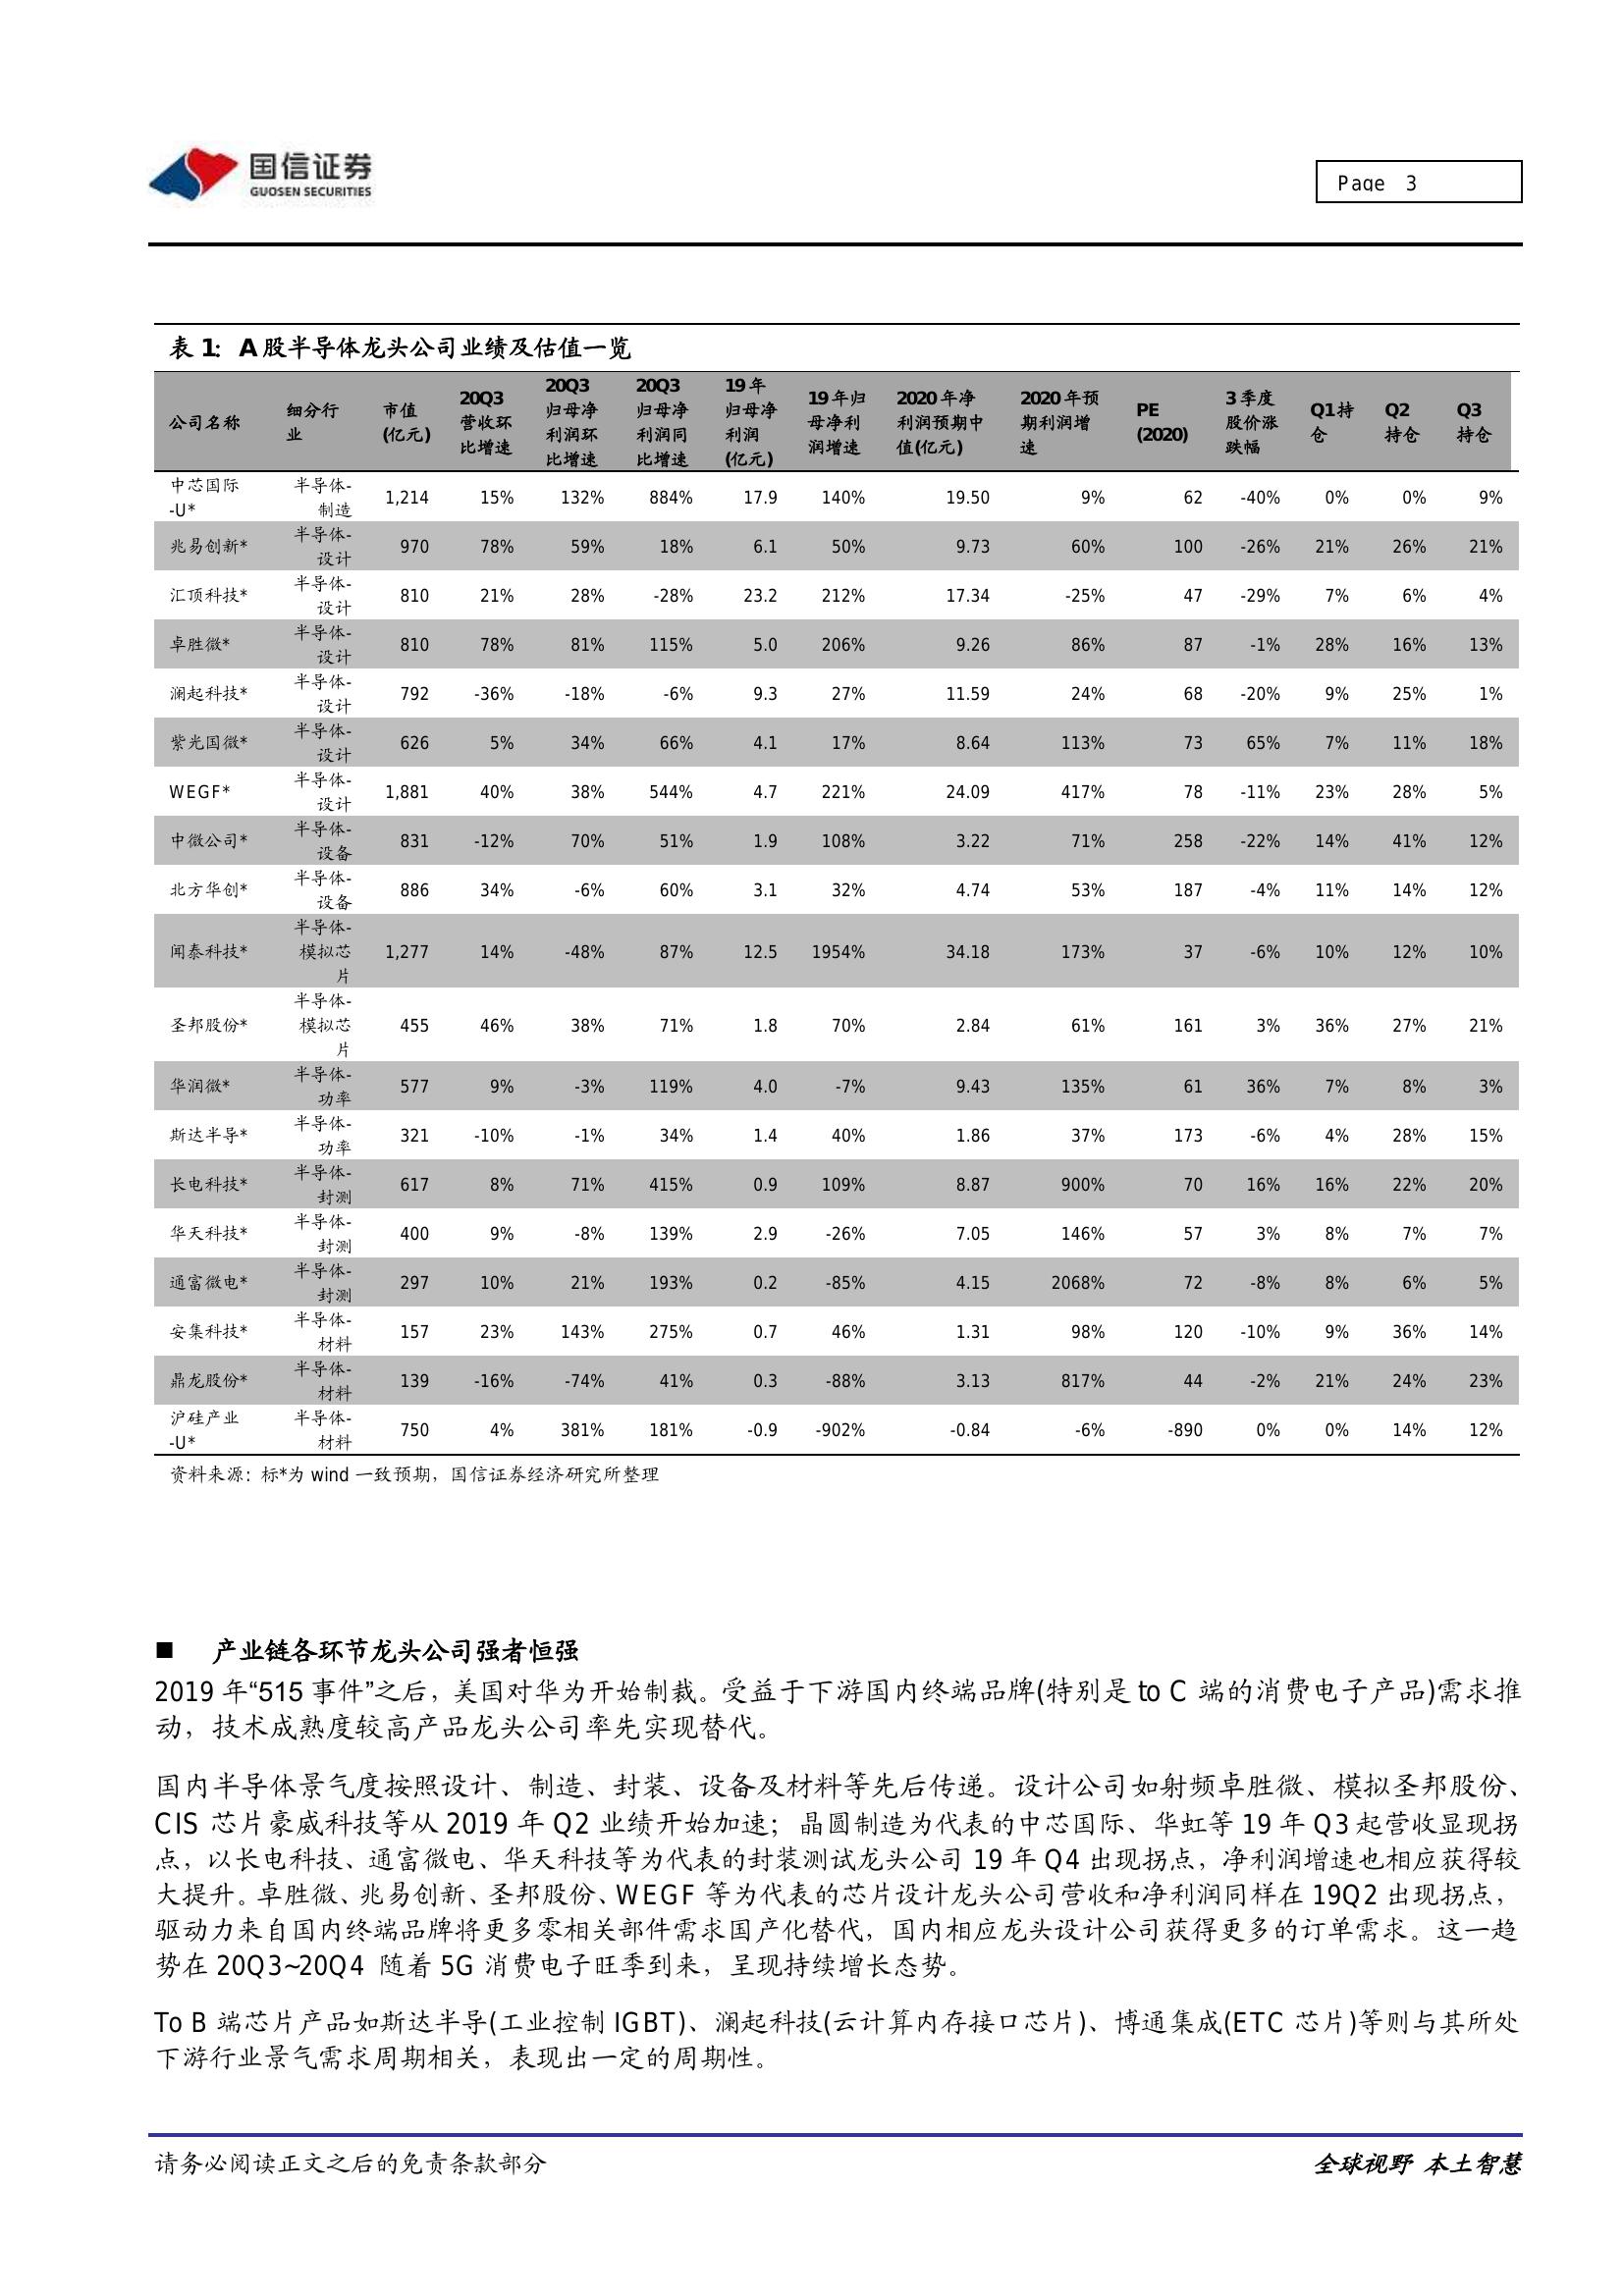 国信证券
GUOSEN SECURITIES
Page 3
表 1: A 股半导体龙头公司业绩及估值一览
公司名称 细分行业 市值(亿元) 20Q3营收环比增速 20Q3归母净利润环比增速 20Q3归母净利润同比增速 19年归母净利润(亿元) 19年归母净利润增速 2020年净利润预期中值(亿元) 2020年预期利润增速 PE(2020) 3季度股价涨跌幅 Q1持仓 Q2持仓 Q3持仓
中芯国际-U* 半导体-制造 1,214 15% 132% 884% 17.9 140% 19.50 9% 62 -40% 0% 0% 9%
兆易创新* 半导体-设计 970 78% 59% 18% 6.1 50% 9.73 60% 100 -26% 21% 26% 21%
汇顶科技* 半导体-设计 810 21% 28% -28% 23.2 212% 17.34 -25% 47 -29% 7% 6% 4%
卓胜微* 半导体-设计 810 78% 81% 115% 5.0 206% 9.26 86% 87 -1% 28% 16% 13%
澜起科技* 半导体-设计 792 -36% -18% -6% 9.3 27% 11.59 24% 68 -20% 9% 25% 1%
紫光国微* 半导体-设计 626 5% 34% 66% 4.1 17% 8.64 113% 73 65% 7% 11% 18%
WEGF* 半导体-设计 1,881 40% 38% 544% 4.7 221% 24.09 417% 78 -11% 23% 28% 5%
中微公司* 半导体-设备 831 -12% 70% 51% 1.9 108% 3.22 71% 258 -22% 14% 41% 12%
北方华创* 半导体-设备 886 34% -6% 60% 3.1 32% 4.74 53% 187 -4% 11% 14% 12%
闻泰科技* 半导体-模拟芯片 1,277 14% -48% 87% 12.5 1954% 34.18 173% 37 -6% 10% 12% 10%
圣邦股份* 半导体-模拟芯片 455 46% 38% 71% 1.8 70% 2.84 61% 161 3% 36% 27% 21%
华润微* 半导体-功率 577 9% -3% 119% 4.0 -7% 9.43 135% 61 36% 7% 8% 3%
斯达半导* 半导体-功率 321 -10% -1% 34% 1.4 40% 1.86 37% 173 -6% 4% 28% 15%
长电科技* 半导体-封测 617 8% 71% 415% 0.9 109% 8.87 900% 70 16% 16% 22% 20%
华天科技* 半导体-封测 400 9% -8% 139% 2.9 -26% 7.05 146% 57 3% 8% 7% 7%
通富微电* 半导体-封测 297 10% 21% 193% 0.2 -85% 4.15 2068% 72 -8% 8% 6% 5%
安集科技* 半导体-材料 157 23% 143% 275% 0.7 46% 1.31 98% 120 -10% 9% 36% 14%
鼎龙股份* 半导体-材料 139 -16% -74% 41% 0.3 -88% 3.13 817% 44 -2% 21% 24% 23%
沪硅产业-U* 半导体-材料 750 4% 381% 181% -0.9 -902% -0.84 -6% -890 0% 0% 14% 12%
资料来源：标*为 wind 一致预期，国信证券经济研究所整理
■ 产业链各环节龙头公司强者恒强
2019 年“515 事件”之后，美国对华为开始制裁。受益于下游国内终端品牌(特别是 to C 端的消费电子产品)需求推
动，技术成熟度较高产品龙头公司率先实现替代。
国内半导体景气度按照设计、制造、封装、设备及材料等先后传递。设计公司如射频卓胜微、模拟圣邦股份、
CIS 芯片豪威科技等从 2019 年 Q2 业绩开始加速；晶圆制造为代表的中芯国际、华虹等 19 年 Q3 起营收显现拐
点，以长电科技、通富微电、华天科技等为代表的封装测试龙头公司 19 年 Q4 出现拐点，净利润增速也相应获得较
大提升。卓胜微、兆易创新、圣邦股份、WEGF 等为代表的芯片设计龙头公司营收和净利润同样在 19Q2 出现拐点，
驱动力来自国内终端品牌将更多零相关部件需求国产化替代，国内相应龙头设计公司获得更多的订单需求。这一趋
势在 20Q3~20Q4 随着 5G 消费电子旺季到来，呈现持续增长态势。
To B 端芯片产品如斯达半导(工业控制 IGBT)、澜起科技(云计算内存接口芯片)、博通集成(ETC 芯片)等则与其所处
下游行业景气需求周期相关，表现出一定的周期性。
请务必阅读正文之后的免责条款部分
全球视野 本土智慧